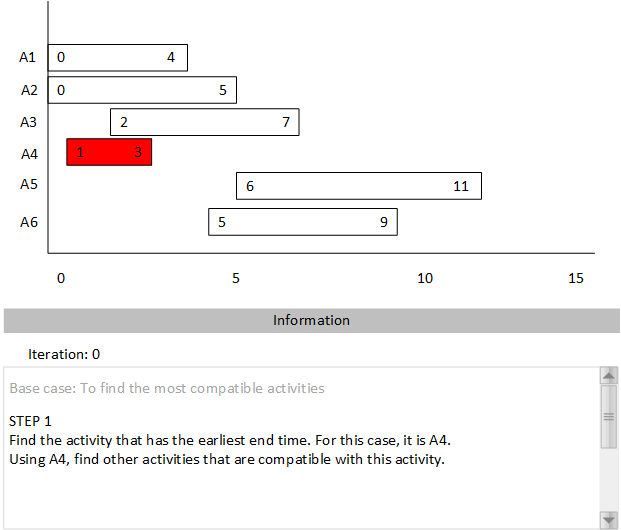 A1 0 4
A2 0 5
A3 2 7
A4 1 3
A5 6 11
A6 5 9
0 5 10 15
Information
Iteration: 0
Base case: To find the most compatible activities
STEP 1
Find the activity that has the earliest end time. For this case, it is A4.
Using A4, find other activities that are compatible with this activity.